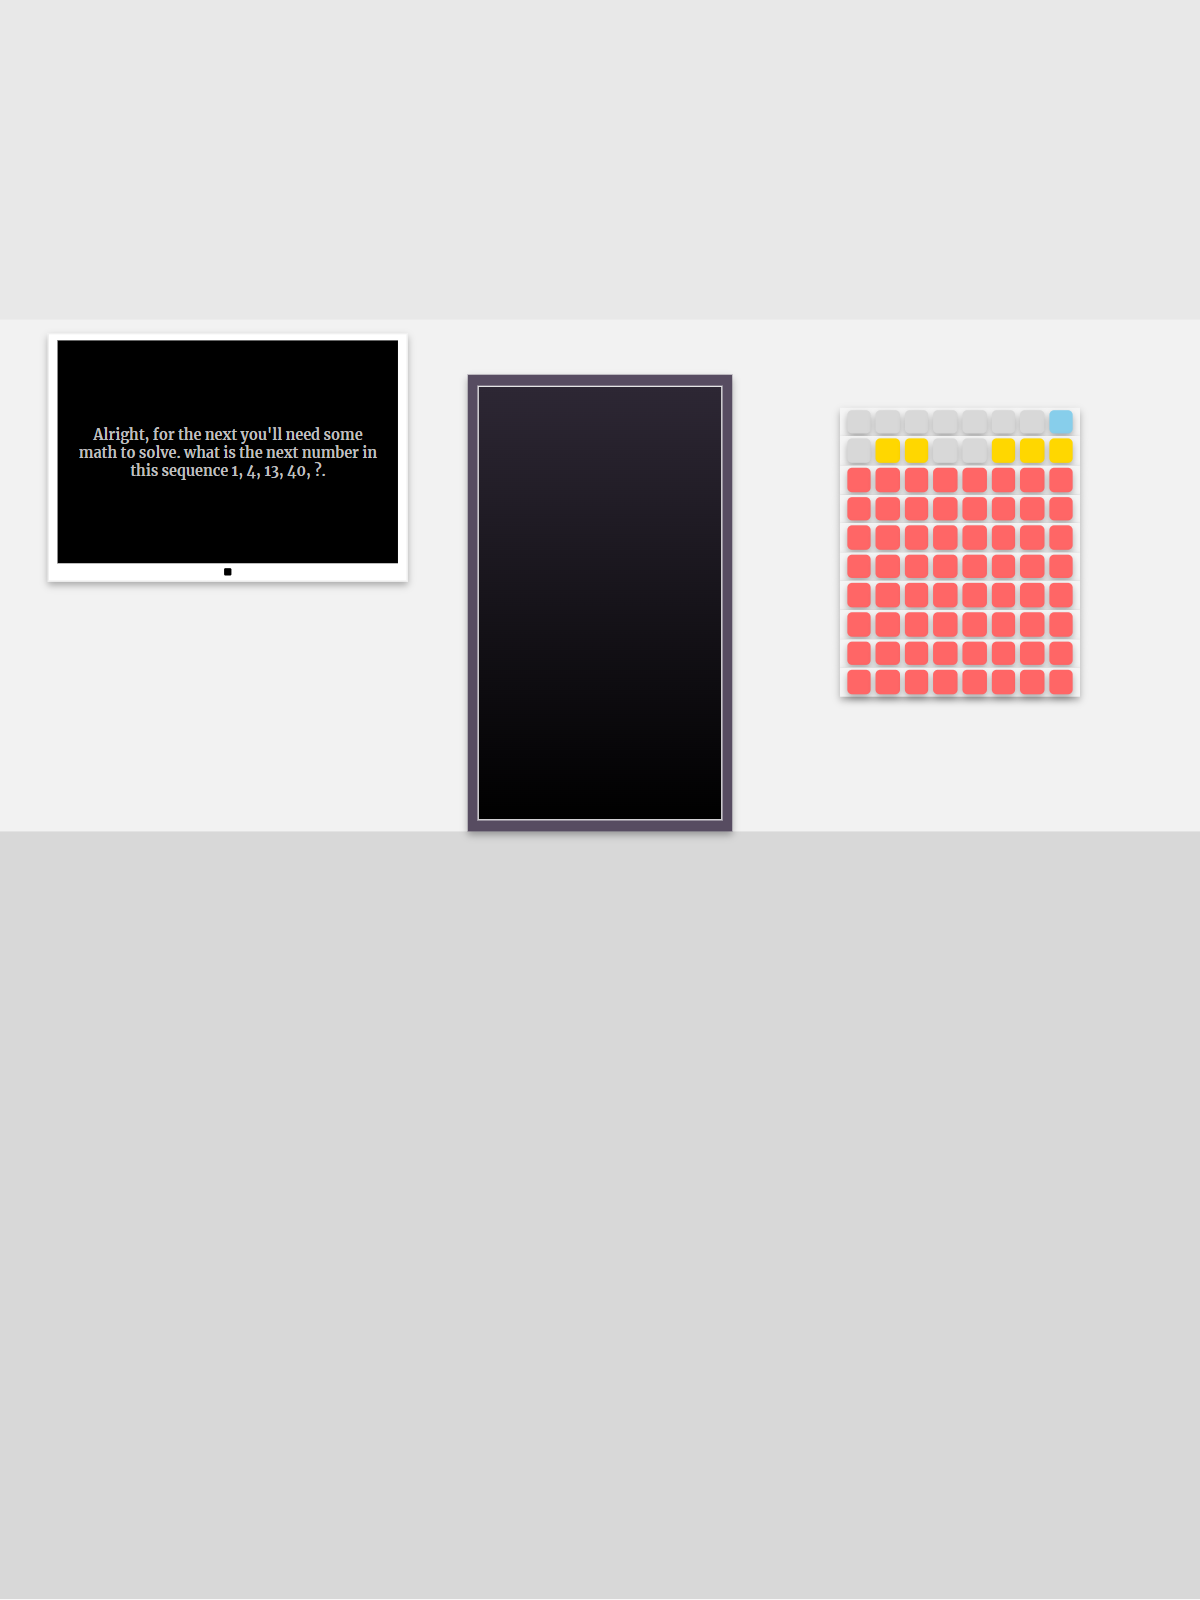 Alright, for the next you'll need some
math to solve. what is the next number in
this sequence 1, 4, 13, 40, ?.